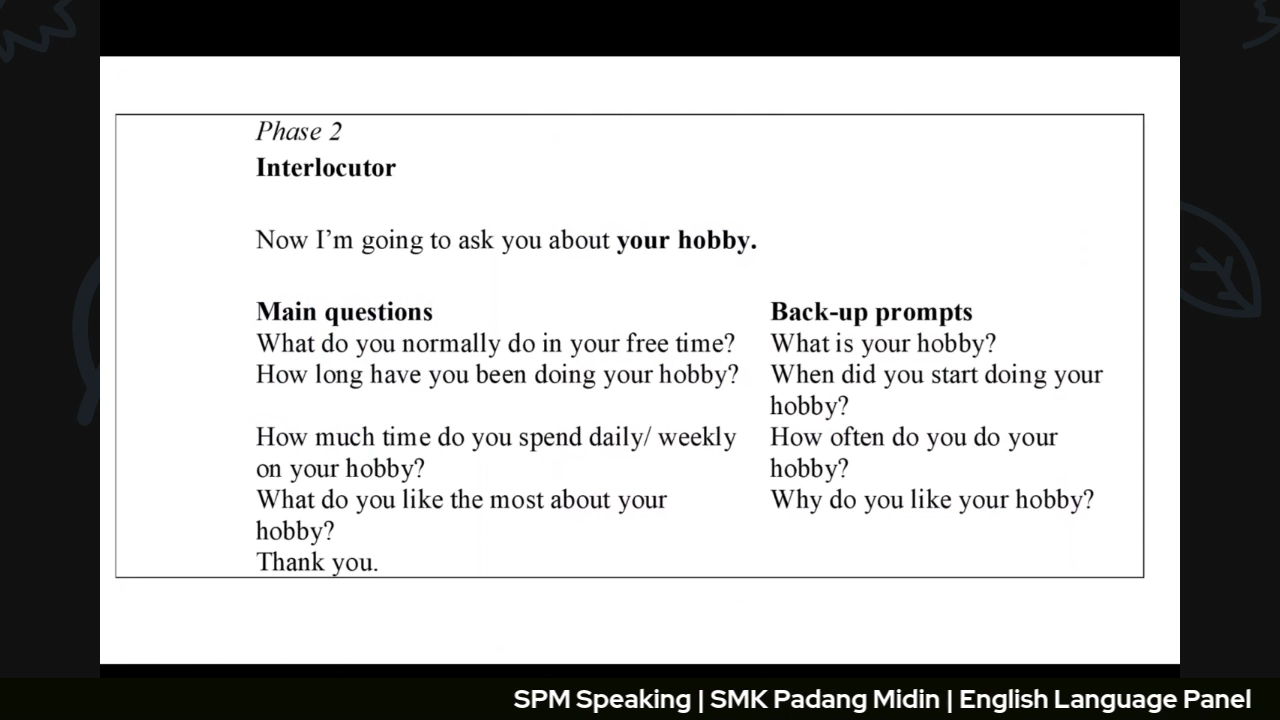 Phase 2
Interlocutor
Now I'm going to ask you about your hobby.
Main questions
What do you normally do in your free time?
How long have you been doing your hobby?
How much time do you spend daily/ weekly
on your hobby?
What do you like the most about your
hobby?
Thank you.
Back-up prompts
What is your hobby?
When did you start doing your
hobby?
How often do you do your
hobby?
Why do you like your hobby?
SPM Speaking | SMK Padang Midin | English Language Panel